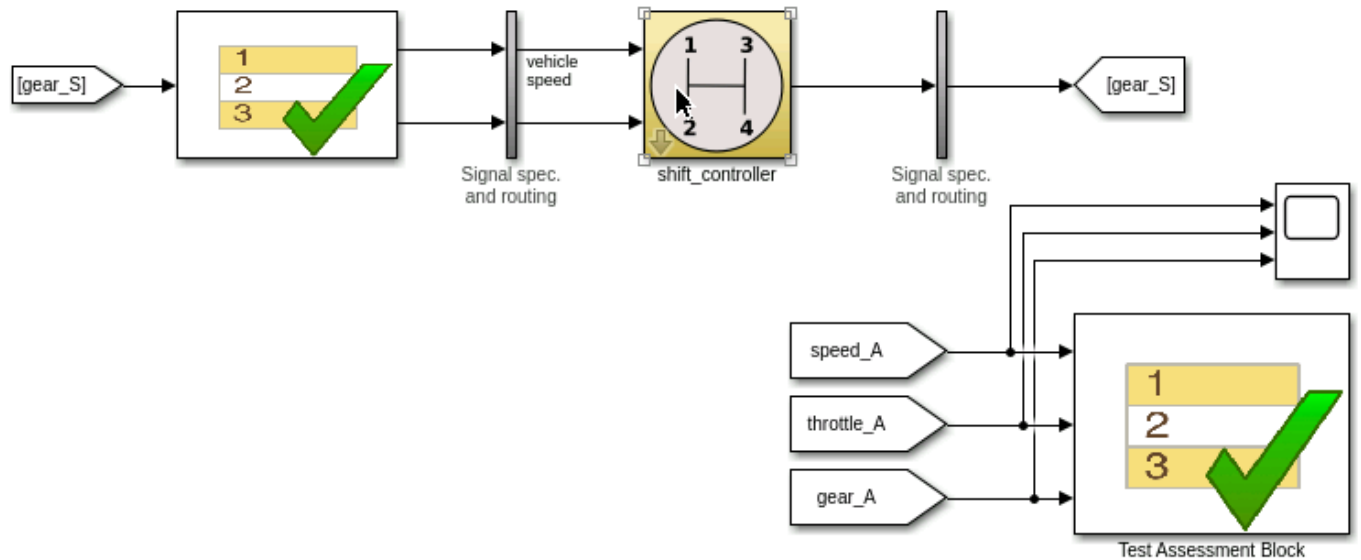 [gear_S]
1
2
3
vehicle
speed
1 3
2 4
[gear_S]
Signal spec.
and routing
shift_controller
Signal spec.
and routing
speed_A
throttle_A
gear_A
1
2
3
Test Assessment Block